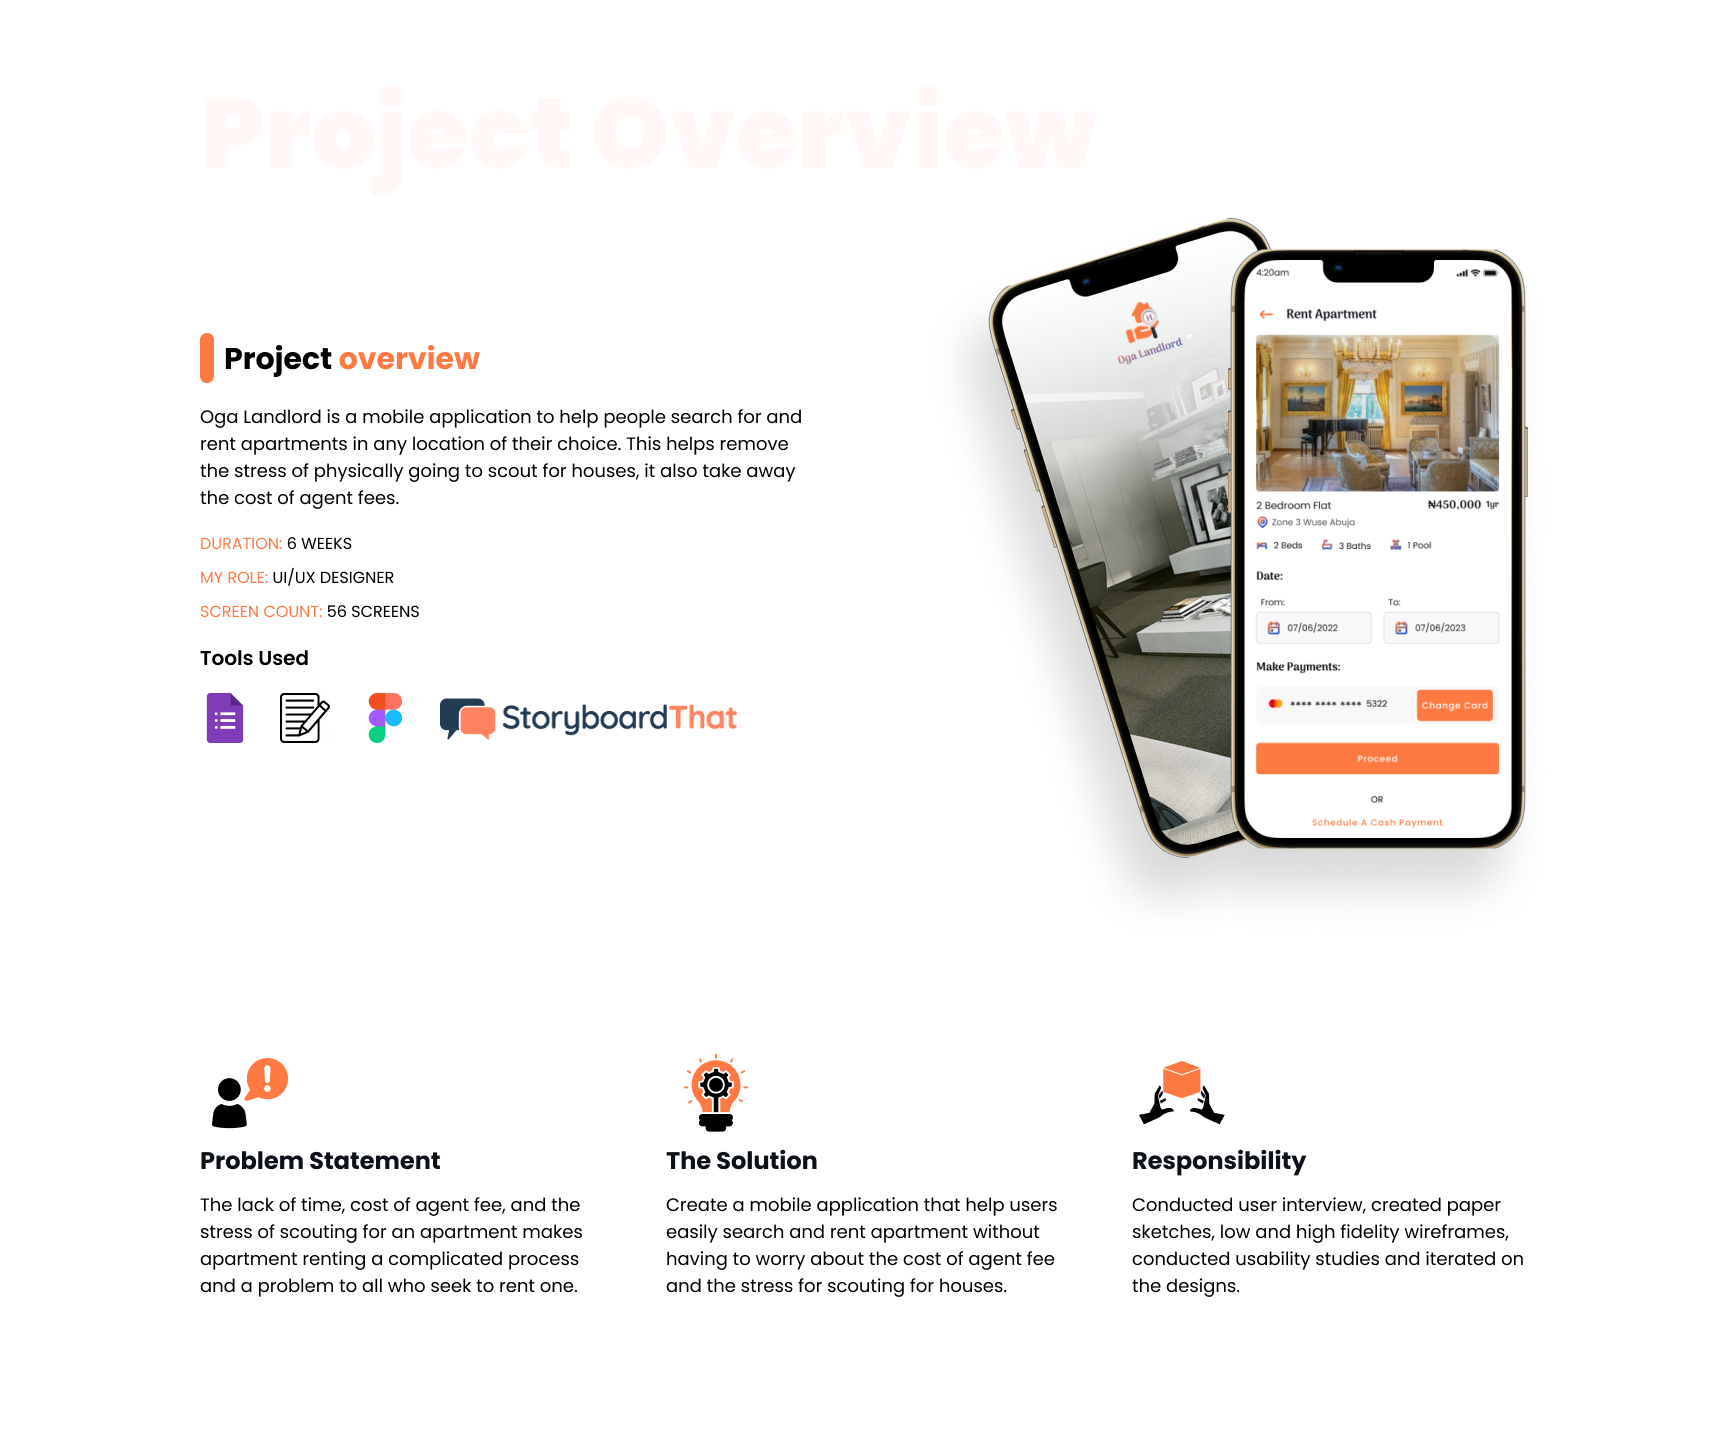 Project Overview
Project overview
Oga Landlord is a mobile application to help people search for and
rent apartments in any location of their choice. This helps remove
the stress of physically going to scout for houses, it also take away
the cost of agent fees.
DURATION: 6 WEEKS
MY ROLE: UI/UX DESIGNER
SCREEN COUNT: 56 SCREENS
Tools Used
StoryboardThat
H
Oga Landlord
4:20am
Rent Apartment
2 Bedroom Flat
₦450,000 1yr
Zone 3 Wuse Abuja
2 Beds 3 Baths 1 Pool
Date:
From: To:
07/06/2022 07/06/2023
Make Payments:
**** **** **** 5322 Change Card
Proceed
OR
Schedule A Cash Payment
Problem Statement
The lack of time, cost of agent fee, and the
stress of scouting for an apartment makes
apartment renting a complicated process
and a problem to all who seek to rent one.
The Solution
Create a mobile application that help users
easily search and rent apartment without
having to worry about the cost of agent fee
and the stress for scouting for houses.
Responsibility
Conducted user interview, created paper
sketches, low and high fidelity wireframes,
conducted usability studies and iterated on
the designs.